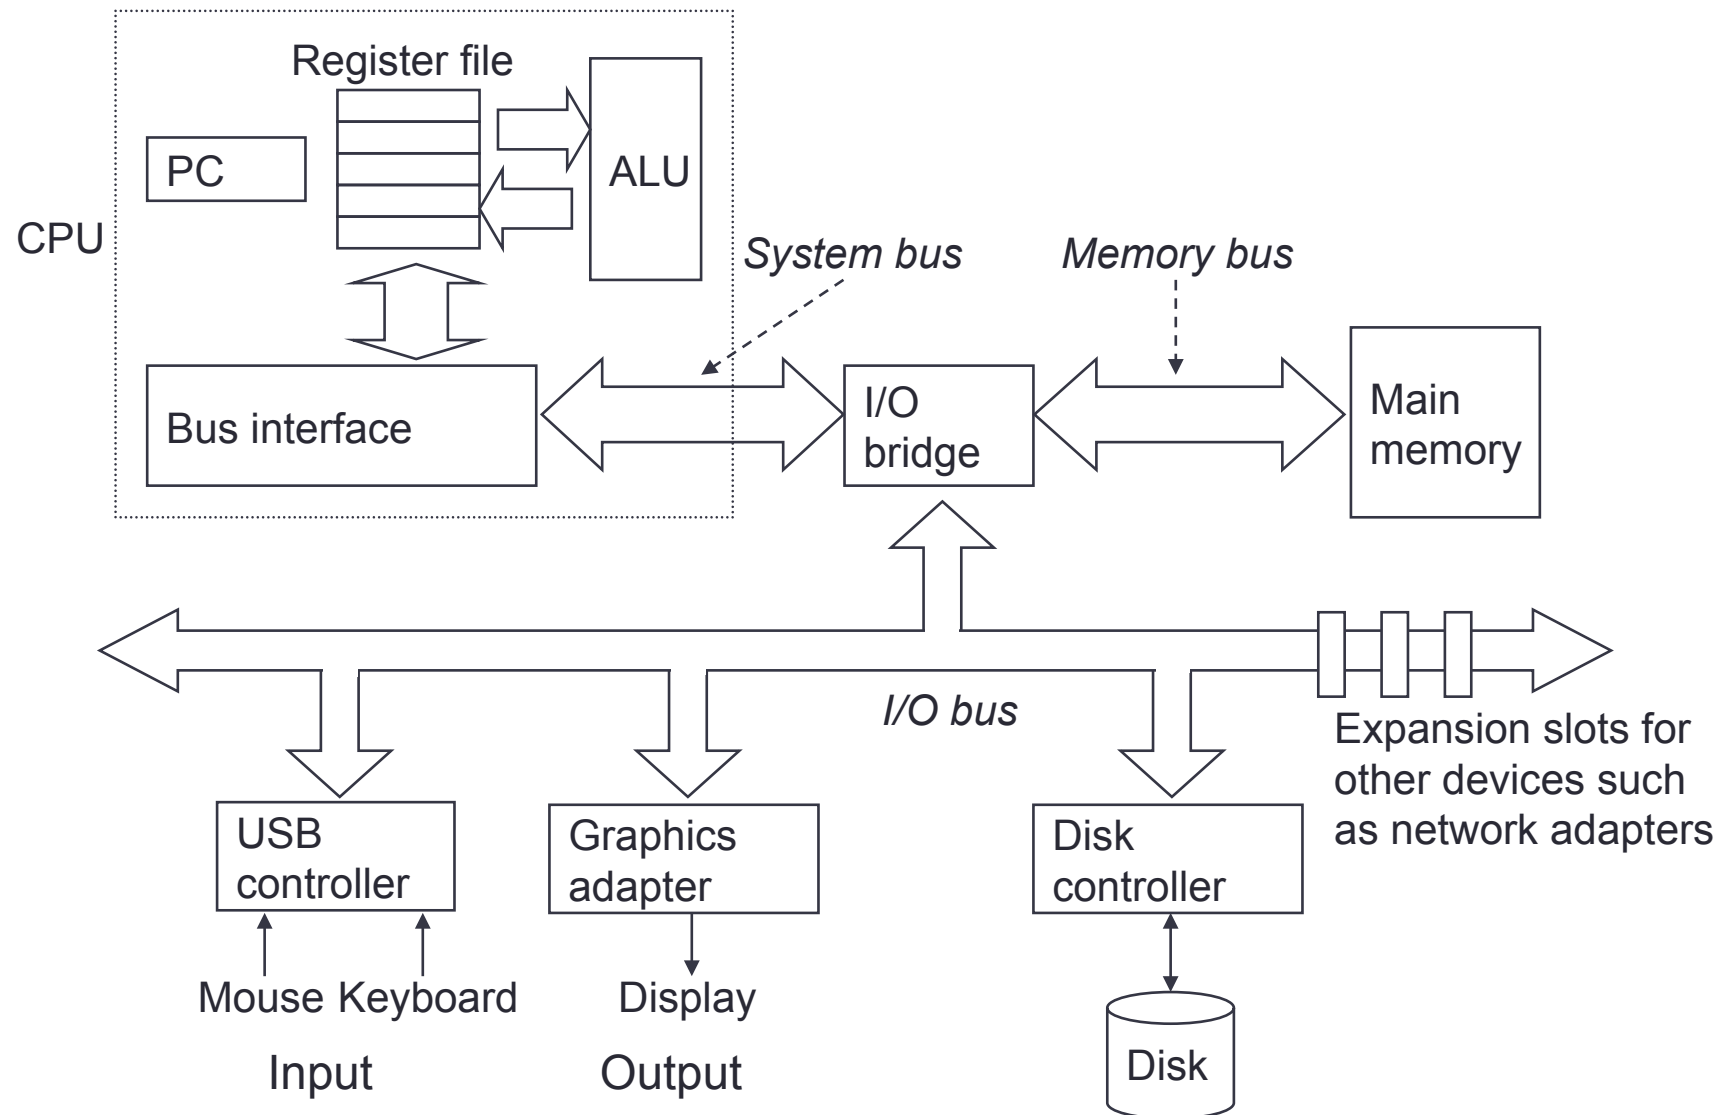 Register file
PC
ALU
CPU
System bus
Memory bus
Bus interface
I/O
bridge
Main
memory
I/O bus
Expansion slots for
other devices such
as network adapters
USB
controller
Graphics
adapter
Disk
controller
Mouse Keyboard
Display
Input
Output
Disk